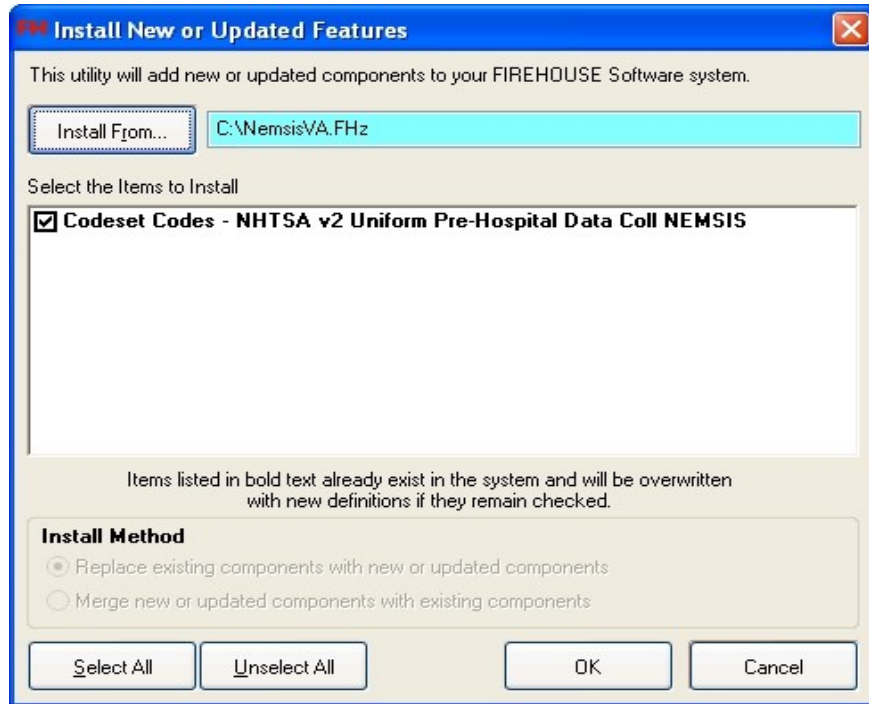 FH Install New or Updated Features
This utility will add new or updated components to your FIREHOUSE Software system.
Install From... C:\NemsisVA.FHz
Select the Items to Install
Codeset Codes - NHTSA v2 Uniform Pre-Hospital Data Coll NEMSIS
Items listed in bold text already exist in the system and will be overwritten
with new definitions if they remain checked.
Install Method
Replace existing components with new or updated components
Merge new or updated components with existing components
Select All Unselect All OK Cancel